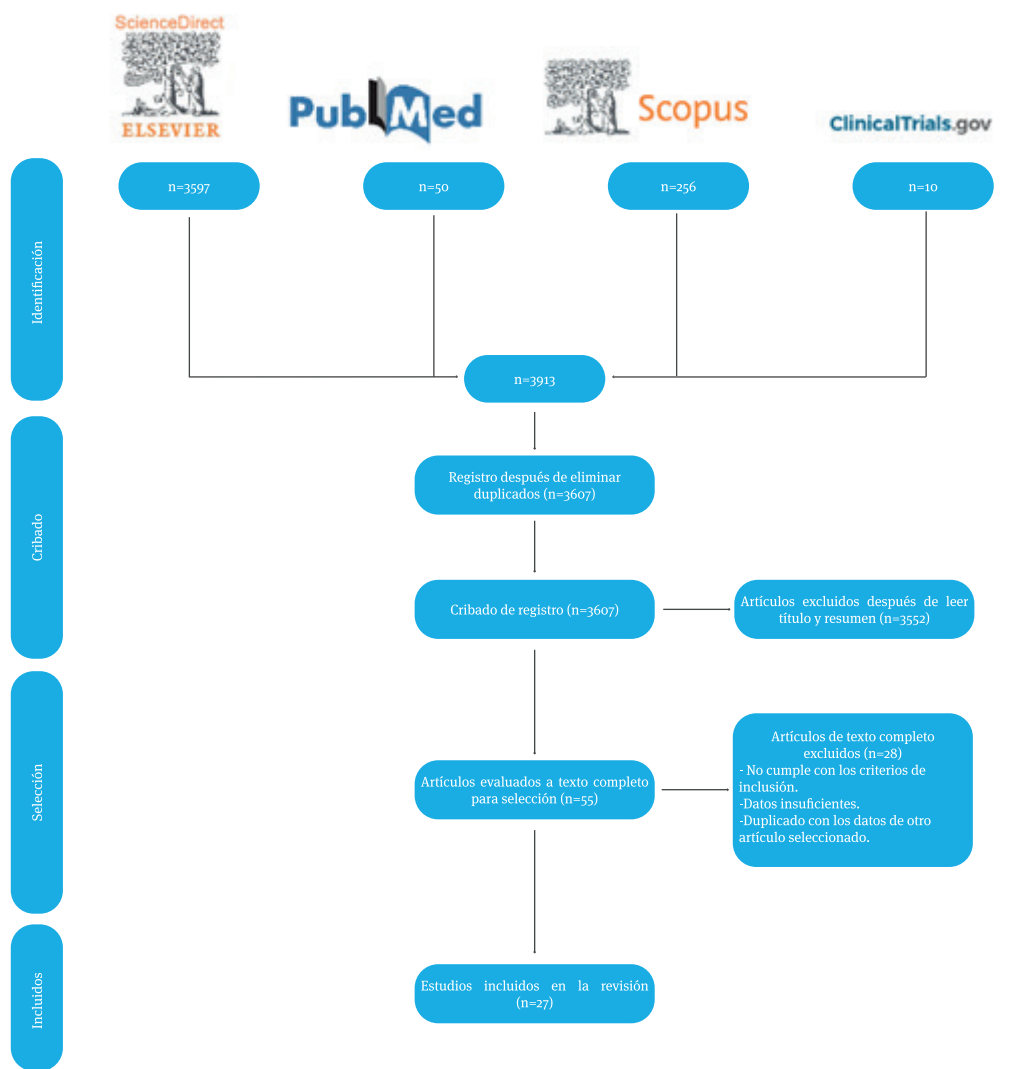 ScienceDirect
ELSEVIER
PubMed
Scopus
ClinicalTrials.gov
n=3597
n=50
n=256
n=10
Identificación
n=3913
Cribado
Registro después de eliminar
duplicados (n=3607)
Cribado de registro (n=3607)
Artículos excluidos después de leer
título y resumen (n=3552)
Selección
Artículos evaluados a texto completo
para selección (n=55)
Artículos de texto completo
excluidos (n=28)
- No cumple con los criterios de
inclusión.
-Datos insuficientes.
-Duplicado con los datos de otro
artículo seleccionado.
Incluidos
Estudios incluidos en la revisión
(n=27)